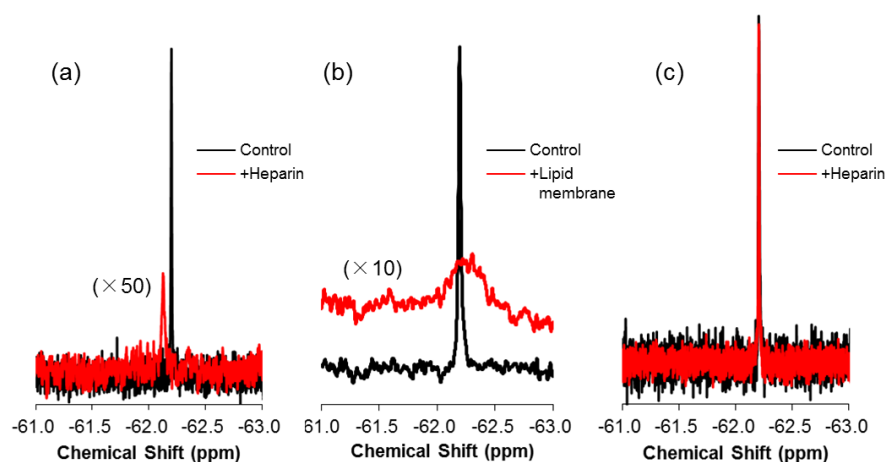 (a)
Control
+Heparin
(×50)
-61.0 -61.5 -62.0 -62.5 -63.0
Chemical Shift (ppm)
(b)
Control
+Lipid
membrane
(×10)
-61.0 -61.5 -62.0 -62.5 -63.0
Chemical Shift (ppm)
(c)
Control
+Heparin
-61.0 -61.5 -62.0 -62.5 -63.0
Chemical Shift (ppm)